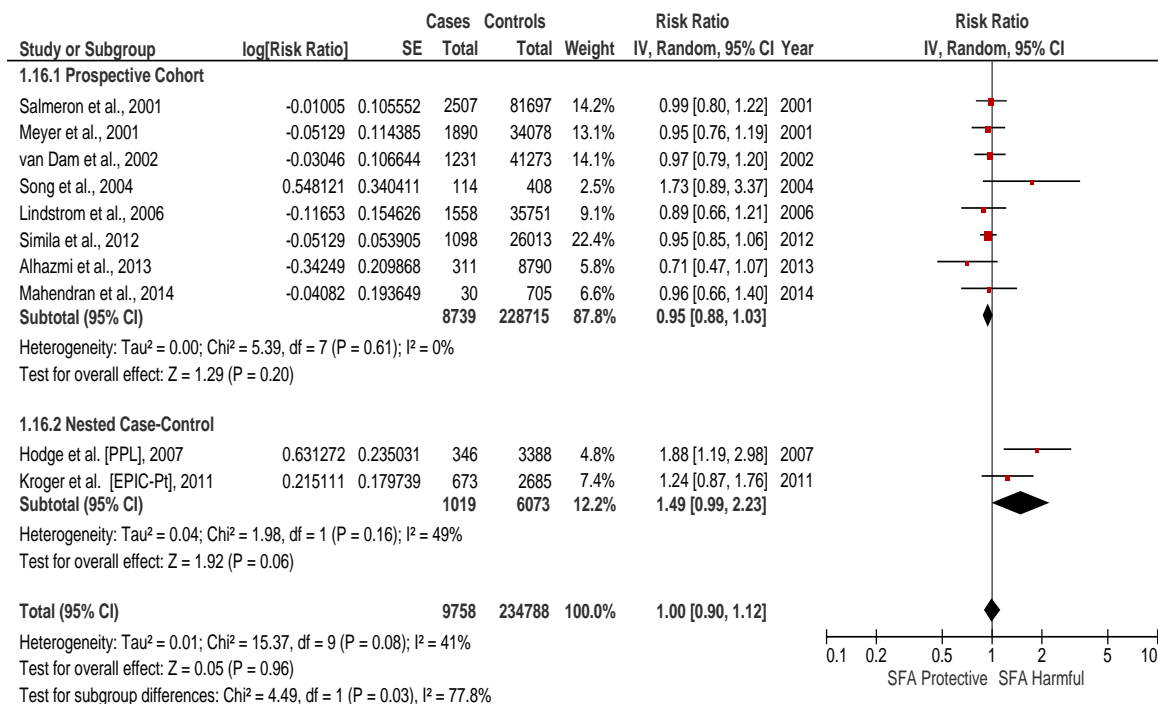 Cases Controls Risk Ratio Risk Ratio
Study or Subgroup log[Risk Ratio] SE Total Total Weight IV, Random, 95% CI Year IV, Random, 95% CI
1.16.1 Prospective Cohort
Salmeron et al., 2001 -0.01005 0.105552 2507 81697 14.2% 0.99 [0.80, 1.22] 2001
Meyer et al., 2001 -0.05129 0.114385 1890 34078 13.1% 0.95 [0.76, 1.19] 2001
van Dam et al., 2002 -0.03046 0.106644 1231 41273 14.1% 0.97 [0.79, 1.20] 2002
Song et al., 2004 0.548121 0.340411 114 408 2.5% 1.73 [0.89, 3.37] 2004
Lindstrom et al., 2006 -0.11653 0.154626 1558 35751 9.1% 0.89 [0.66, 1.21] 2006
Simila et al., 2012 -0.05129 0.053905 1098 26013 22.4% 0.95 [0.85, 1.06] 2012
Alhazmi et al., 2013 -0.34249 0.209868 311 8790 5.8% 0.71 [0.47, 1.07] 2013
Mahendran et al., 2014 -0.04082 0.193649 30 705 6.6% 0.96 [0.66, 1.40] 2014
Subtotal (95% CI) 8739 228715 87.8% 0.95 [0.88, 1.03]
Heterogeneity: Tau² = 0.00; Chi² = 5.39, df = 7 (P = 0.61); I² = 0%
Test for overall effect: Z = 1.29 (P = 0.20)
1.16.2 Nested Case-Control
Hodge et al. [PPL], 2007 0.631272 0.235031 346 3388 4.8% 1.88 [1.19, 2.98] 2007
Kroger et al. [EPIC-Pt], 2011 0.215111 0.179739 673 2685 7.4% 1.24 [0.87, 1.76] 2011
Subtotal (95% CI) 1019 6073 12.2% 1.49 [0.99, 2.23]
Heterogeneity: Tau² = 0.04; Chi² = 1.98, df = 1 (P = 0.16); I² = 49%
Test for overall effect: Z = 1.92 (P = 0.06)
Total (95% CI) 9758 234788 100.0% 1.00 [0.90, 1.12]
Heterogeneity: Tau² = 0.01; Chi² = 15.37, df = 9 (P = 0.08); I² = 41%
Test for overall effect: Z = 0.05 (P = 0.96)
Test for subgroup differences: Chi² = 4.49, df = 1 (P = 0.03), I² = 77.8%
0.1 0.2 0.5 1 2 5 10
SFA Protective SFA Harmful